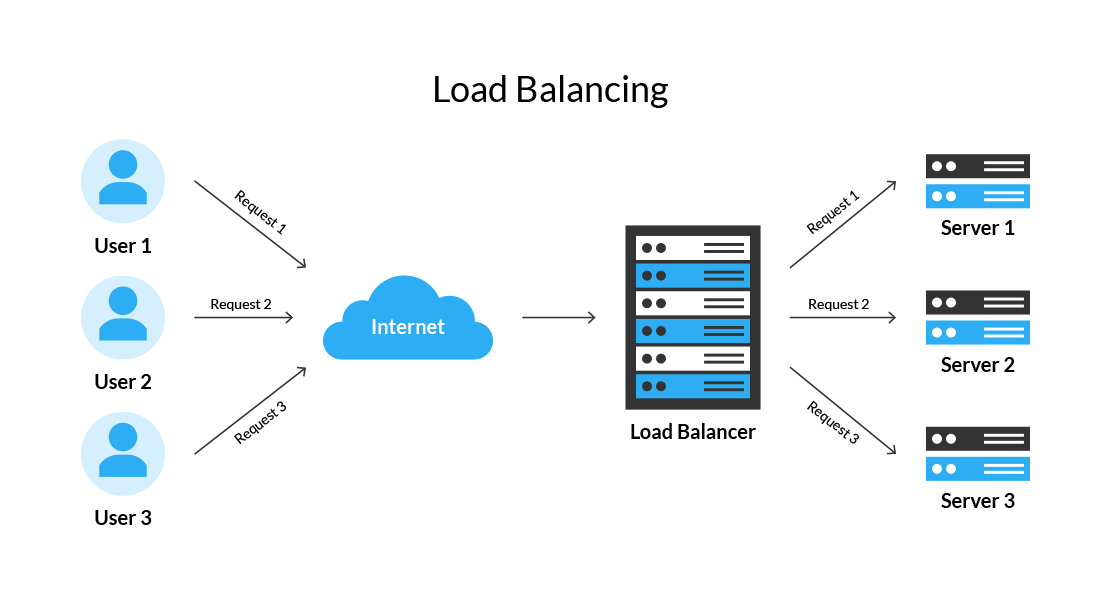 Load Balancing
User 1
User 2
User 3
Request 1
Request 2
Request 3
Internet
Load Balancer
Request 1
Request 2
Request 3
Server 1
Server 2
Server 3